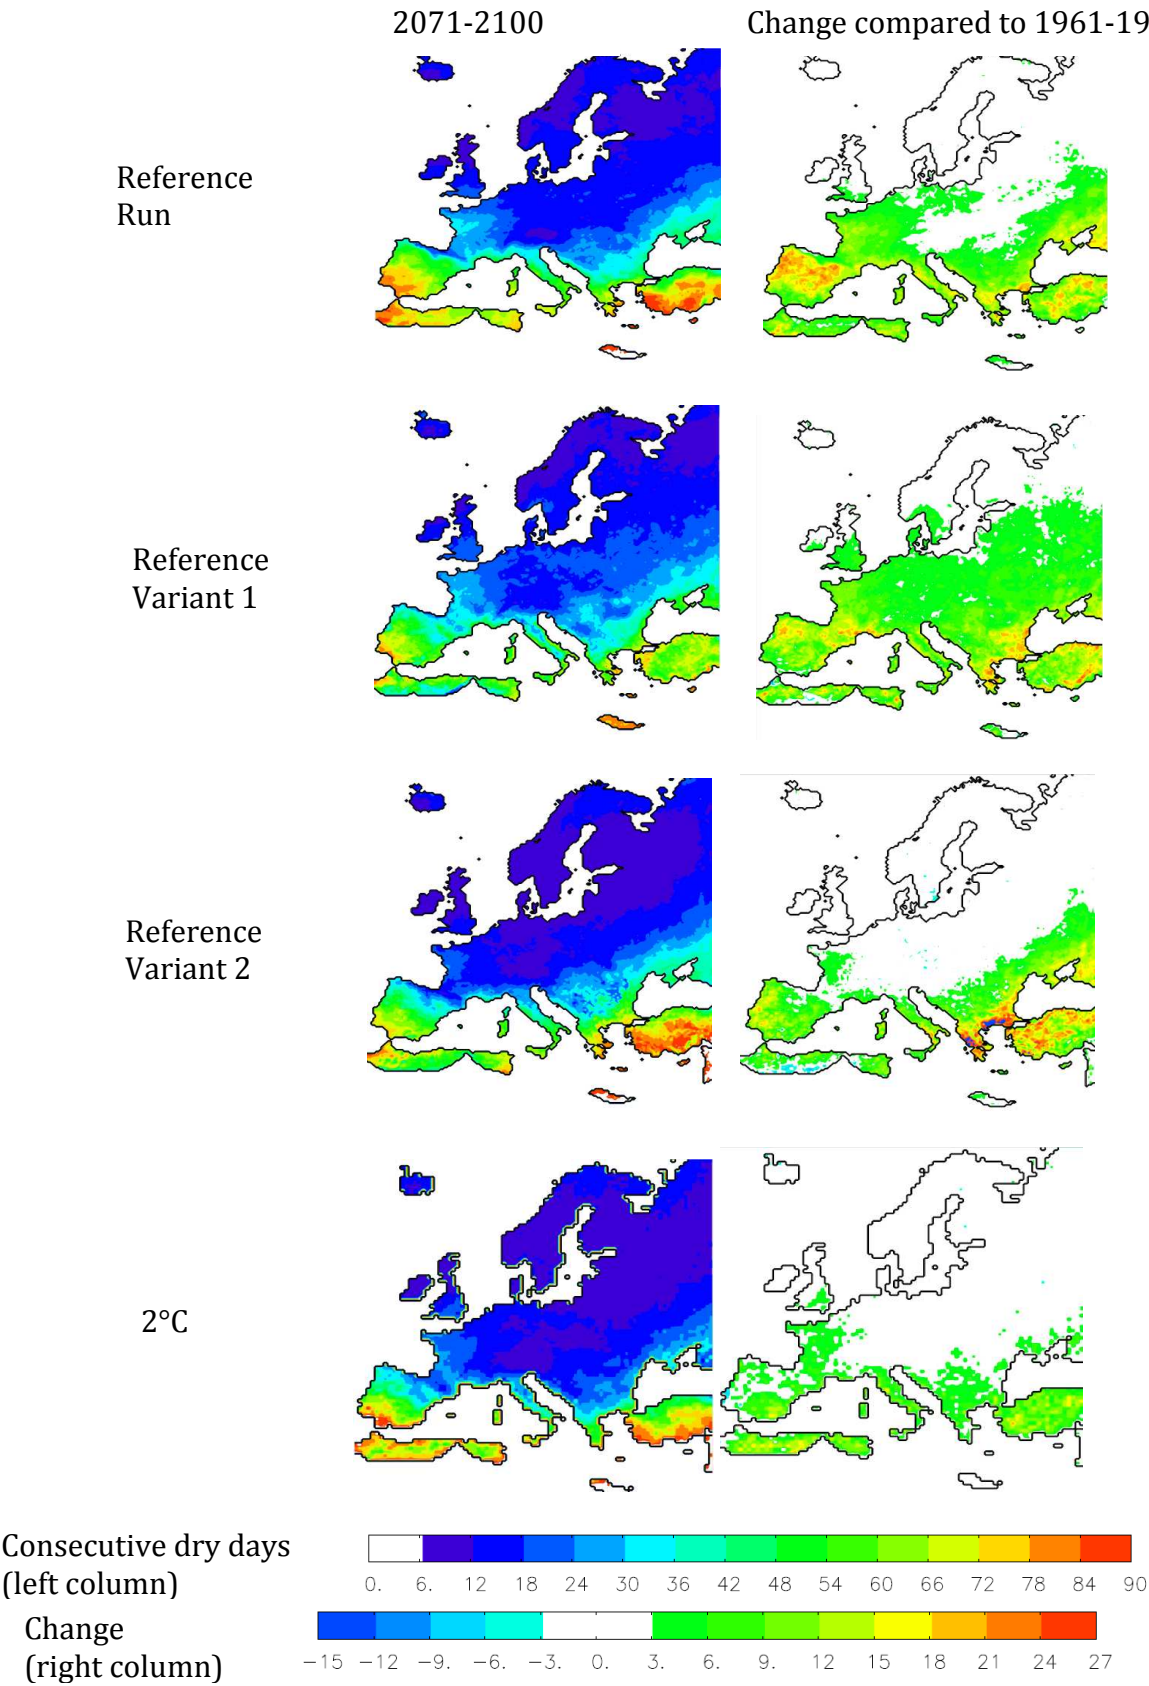 2071-2100 Change compared to 1961-19
Reference
Run
Reference
Variant 1
Reference
Variant 2
2°C
Consecutive dry days
(left column)
0. 6. 12 18 24 30 36 42 48 54 60 66 72 78 84 90
Change
(right column)
−15 −12 −9. −6. −3. 0. 3. 6. 9. 12 15 18 21 24 27